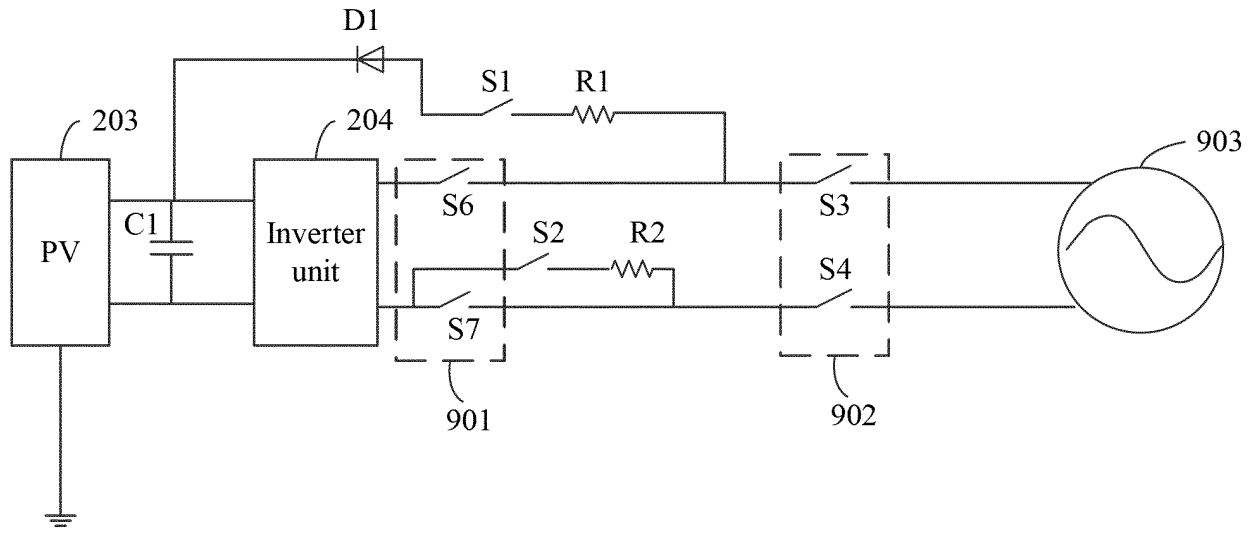 D1
S1
R1
203
204
903
S6
S3
C1
PV
Inverter
unit
S2
R2
S4
S7
901
902